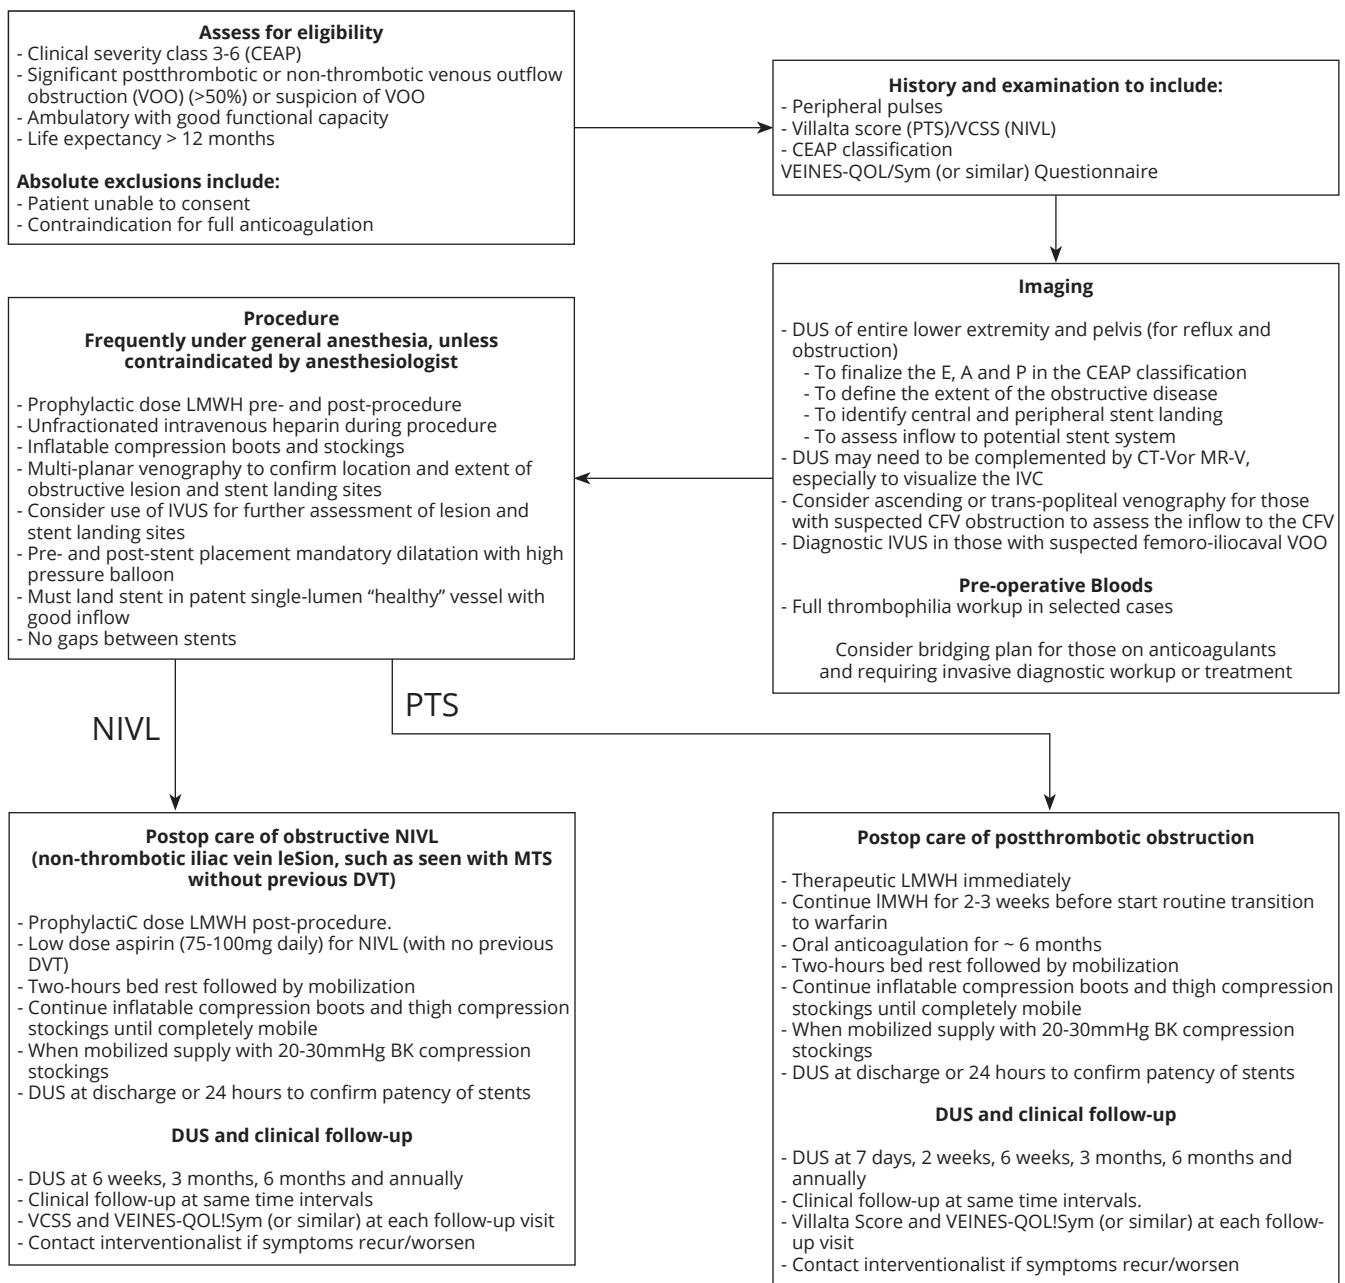 Assess for eligibility
- Clinical severity class 3-6 (CEAP)
- Significant postthrombotic or non-thrombotic venous outflow
obstruction (VOO) (>50%) or suspicion of VOO
- Ambulatory with good functional capacity
- Life expectancy > 12 months
Absolute exclusions include:
- Patient unable to consent
- Contraindication for full anticoagulation
History and examination to include:
- Peripheral pulses
- Villalta score (PTS)/VCSS (NIVL)
- CEAP classification
VEINES-QOL/Sym (or similar) Questionnaire
Imaging
- DUS of entire lower extremity and pelvis (for reflux and
obstruction)
- To finalize the E, A and P in the CEAP classification
- To define the extent of the obstructive disease
- To identify central and peripheral stent landing
- To assess inflow to potential stent system
- DUS may need to be complemented by CT-Vor MR-V,
especially to visualize the IVC
- Consider ascending or trans-popliteal venography for those
with suspected CFV obstruction to assess the inflow to the CFV
- Diagnostic IVUS in those with suspected femoro-iliocaval VOO
Pre-operative Bloods
- Full thrombophilia workup in selected cases
Consider bridging plan for those on anticoagulants
and requiring invasive diagnostic workup or treatment
Procedure
Frequently under general anesthesia, unless
contraindicated by anesthesiologist
- Prophylactic dose LMWH pre- and post-procedure
- Unfractionated intravenous heparin during procedure
- Inflatable compression boots and stockings
- Multi-planar venography to confirm location and extent of
obstructive lesion and stent landing sites
- Consider use of IVUS for further assessment of lesion and
stent landing sites
- Pre- and post-stent placement mandatory dilatation with high
pressure balloon
- Must land stent in patent single-lumen “healthy” vessel with
good inflow
- No gaps between stents
NIVL
PTS
Postop care of obstructive NIVL
(non-thrombotic iliac vein leSion, such as seen with MTS
without previous DVT)
- ProphylactiC dose LMWH post-procedure.
- Low dose aspirin (75-100mg daily) for NIVL (with no previous
DVT)
- Two-hours bed rest followed by mobilization
- Continue inflatable compression boots and thigh compression
stockings until completely mobile
- When mobilized supply with 20-30mmHg BK compression
stockings
- DUS at discharge or 24 hours to confirm patency of stents
DUS and clinical follow-up
- DUS at 6 weeks, 3 months, 6 months and annually
- Clinical follow-up at same time intervals
- VCSS and VEINES-QOL!Sym (or similar) at each follow-up visit
- Contact interventionalist if symptoms recur/worsen
Postop care of postthrombotic obstruction
- Therapeutic LMWH immediately
- Continue lMWH for 2-3 weeks before start routine transition
to warfarin
- Oral anticoagulation for ~ 6 months
- Two-hours bed rest followed by mobilization
- Continue inflatable compression boots and thigh compression
stockings until completely mobile
- When mobilized supply with 20-30mmHg BK compression
stockings
- DUS at discharge or 24 hours to confirm patency of stents
DUS and clinical follow-up
- DUS at 7 days, 2 weeks, 6 weeks, 3 months, 6 months and
annually
- Clinical follow-up at same time intervals.
- Villalta Score and VEINES-QOL!Sym (or similar) at each follow-
up visit
- Contact interventionalist if symptoms recur/worsen